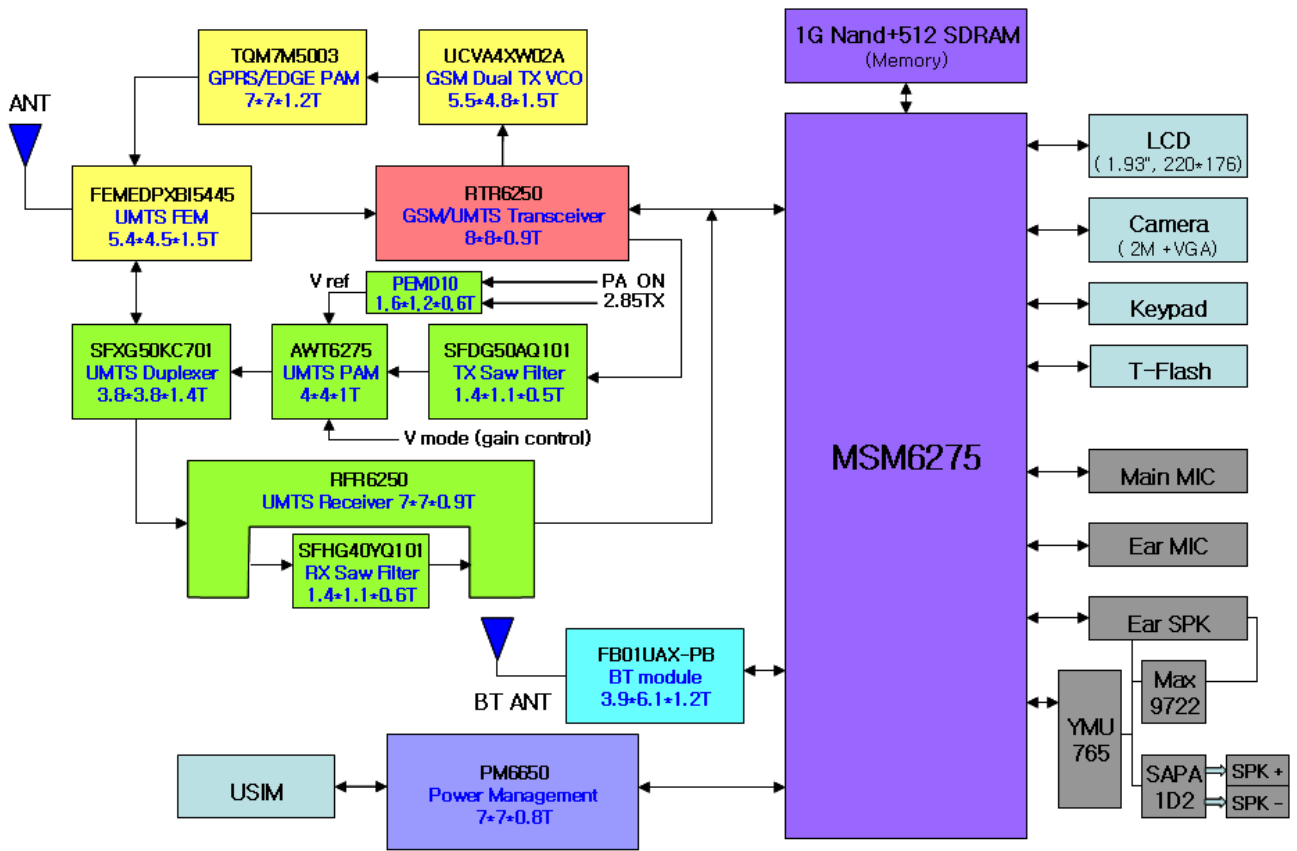 1G Nand+512 SDRAM
(Memory)
TQM7M5003
GPRS/EDGE PAM
7*7*1.2T
UCVA4XW02A
GSM Dual TX VCO
5.5*4.8*1.5T
ANT
FEMEDPXBI5445
UMTS FEM
5.4*4.5*1.5T
RTR6250
GSM/UMTS Transceiver
8*8*0.9T
LCD
( 1.93", 220*176)
Camera
( 2M +VGA)
V ref
PEMD10
1.6*1.2*0.6T
PA ON
2.85TX
Keypad
SFXG50KC701
UMTS Duplexer
3.8*3.8*1.4T
AWT6275
UMTS PAM
4*4*1T
SFDG50AQ101
TX Saw Filter
1.4*1.1*0.5T
T-Flash
V mode (gain control)
MSM6275
RFR6250
UMTS Receiver 7*7*0.9T
Main MIC
SFHG40YQ101
RX Saw Filter
1.4*1.1*0.6T
Ear MIC
Ear SPK
FB01UAX-PB
BT module
3.9*6.1*1.2T
BT ANT
Max
9722
YMU
765
USIM
PM6650
Power Management
7*7*0.8T
SAPA
1D2
SPK +
SPK -